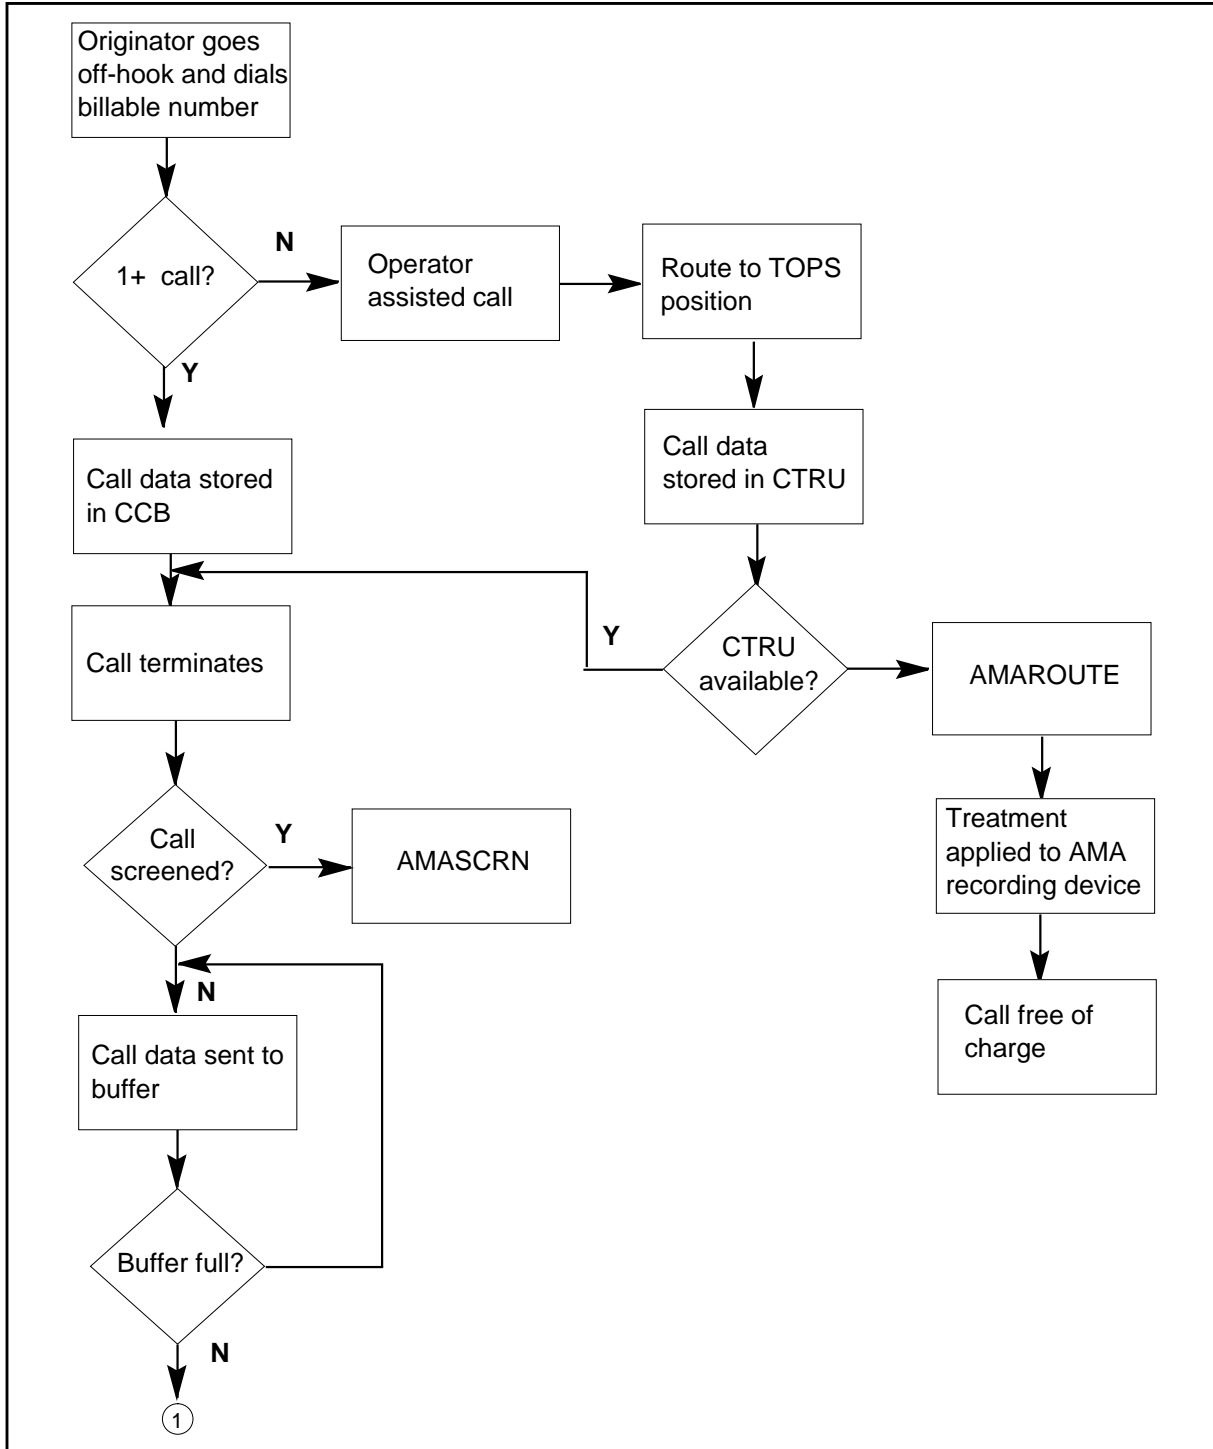 Originator goes
off-hook and dials
billable number
1+ call?
N
Operator
assisted call
Route to TOPS
position
Y
Call data stored
in CCB
Call data
stored in CTRU
Call terminates
Y
CTRU
available?
AMAROUTE
Call
screened?
Y
AMASCRN
Treatment
applied to AMA
recording device
N
Call data sent to
buffer
Call free of
charge
Buffer full?
N
1